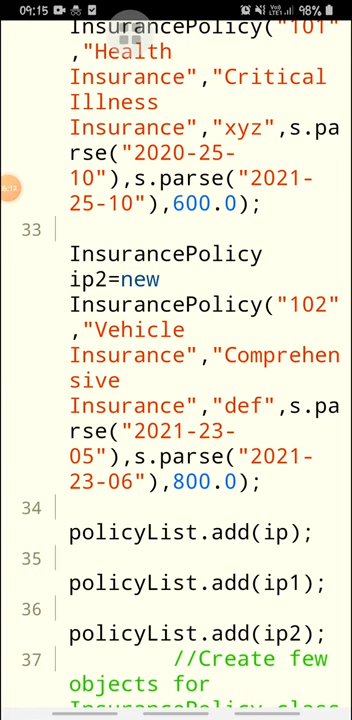 09:15
98%
InsurancePolicy("101"
,"Health
Insurance","Critical
Illness
Insurance","xyz",s.pa
rse("2020-25-
10"),s.parse("2021-
25-10"),600.0);
33
InsurancePolicy
ip2=new
InsurancePolicy("102"
,"Vehicle
Insurance","Comprehen
sive
Insurance","def",s.pa
rse("2021-23-
05"),s.parse("2021-
23-06"),800.0);
34
policyList.add(ip);
35
policyList.add(ip1);
36
policyList.add(ip2);
37 //Create few
objects for
InsurancePolicy class